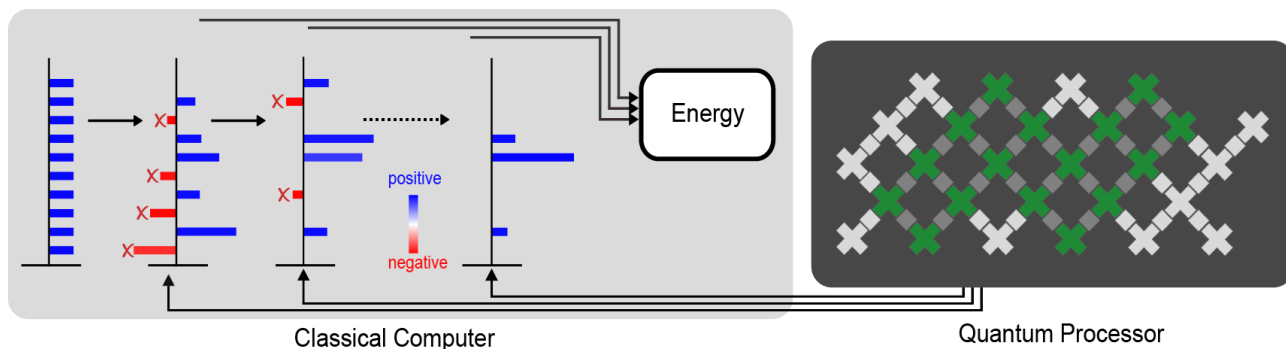 Energy
positive
negative
Classical Computer
Quantum Processor